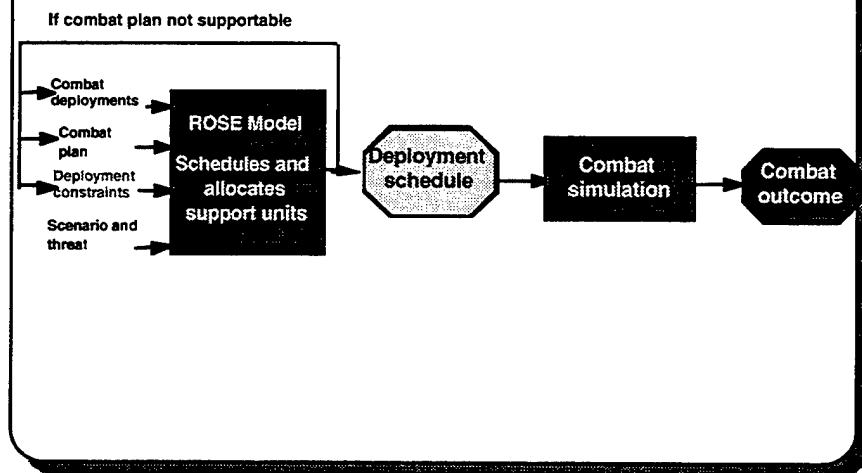 If combat plan not supportable
Combat
deployments
Combat
plan
Deployment
constraints
Scenario and
threat
ROSE Model
Schedules and
allocates
support units
Deployment
schedule
Combat
simulation
Combat
outcome